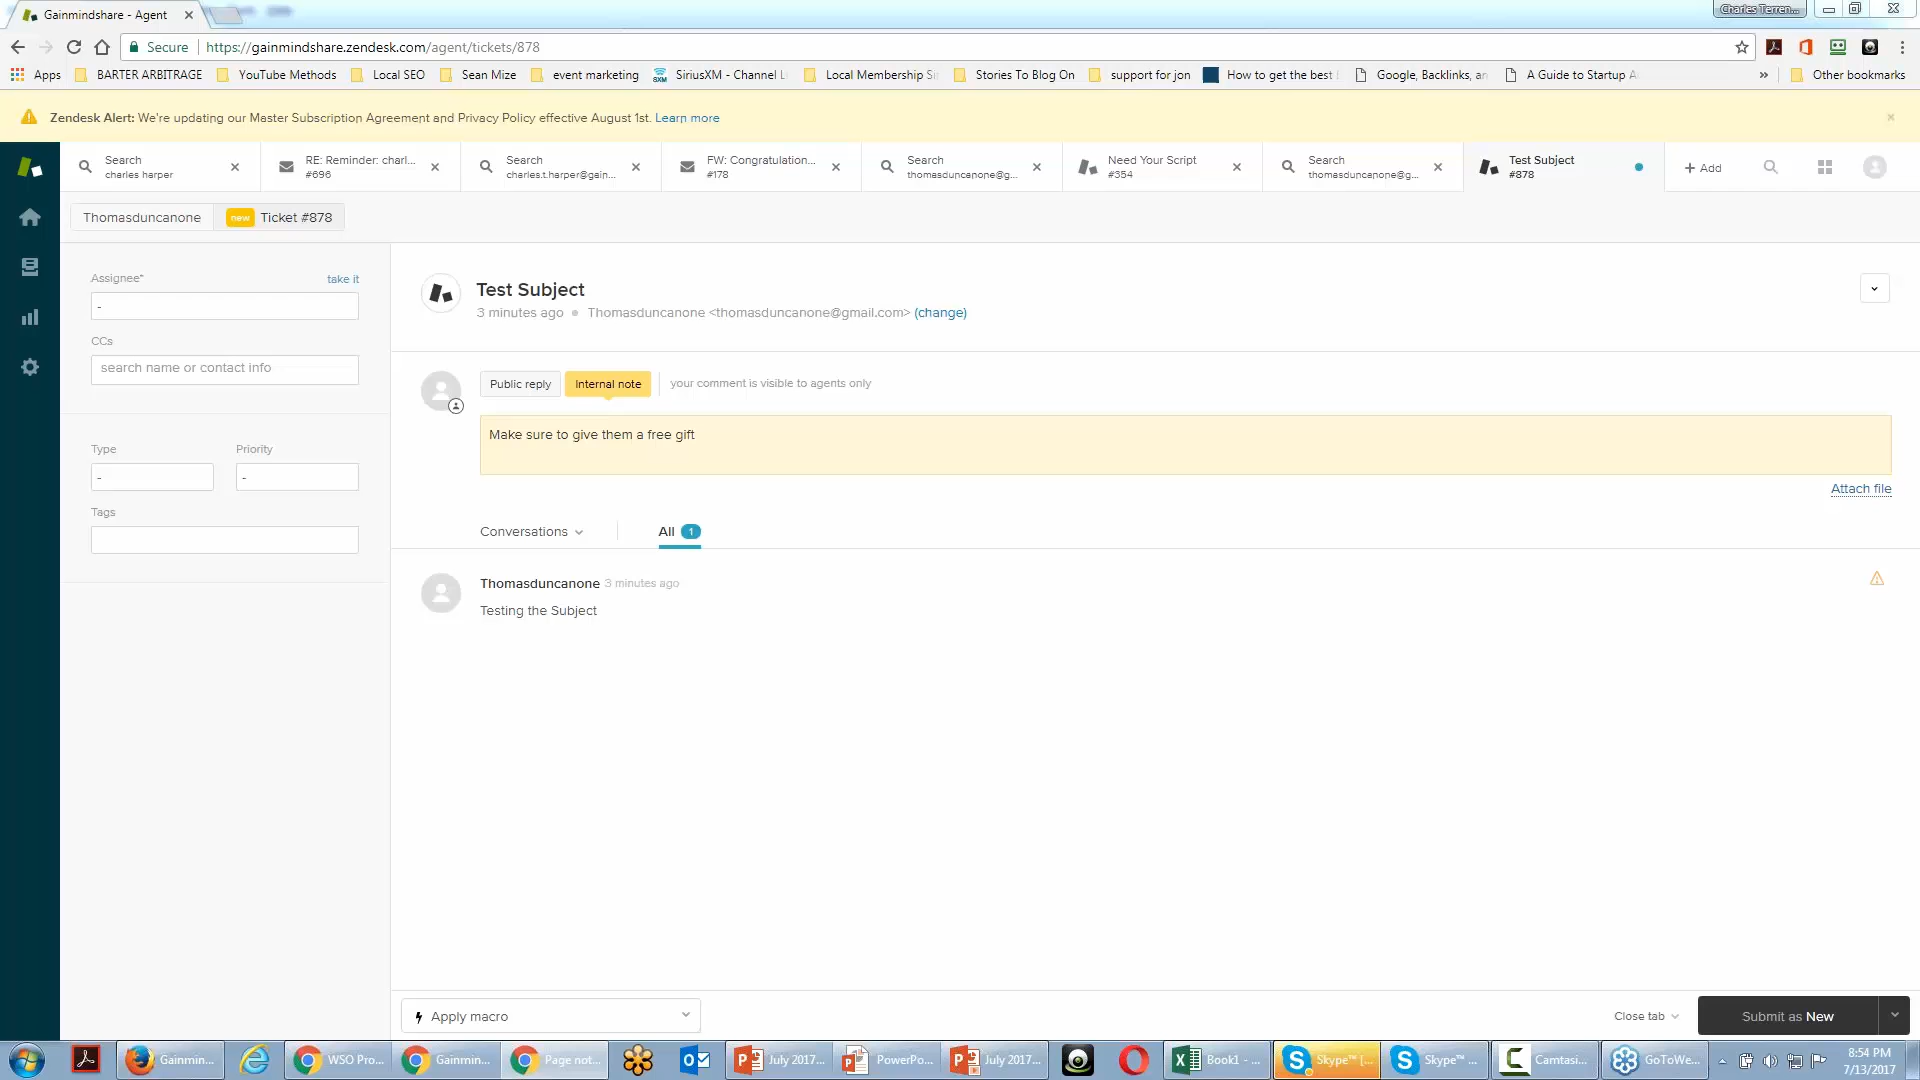 Gainmindshare - Agent
Charles Terren...
Secure https://gainmindshare.zendesk.com/agent/tickets/878
Apps BARTER ARBITRAGE YouTube Methods Local SEO Sean Mize event marketing SiriusXM - Channel L Local Membership Si Stories To Blog On support for jon How to get the best Google, Backlinks, an A Guide to Startup A » Other bookmarks
Zendesk Alert: We're updating our Master Subscription Agreement and Privacy Policy effective August 1st. Learn more
Search RE: Reminder: charl... Search FW: Congratulation... Search Need Your Script Search Test Subject
charles harper #696 charles.t.harper@gain... #178 thomasduncanone@g... #354 thomasduncanone@g... #878
+ Add
Thomasduncanone new Ticket #878
Assignee* take it
-
CCs
search name or contact info
Type Priority
- -
Tags
Test Subject
3 minutes ago Thomasduncanone <thomasduncanone@gmail.com> (change)
Public reply Internal note your comment is visible to agents only
Make sure to give them a free gift
Attach file
Conversations All 1
Thomasduncanone 3 minutes ago
Testing the Subject
Apply macro Close tab Submit as New
Gainmin... WSO Pro... Gainmin... Page not... July 2017... PowerPo... July 2017... Book1 - ... Skype™ [... Skype™ ... Camtasi... GoToWe...
8:54 PM
7/13/2017